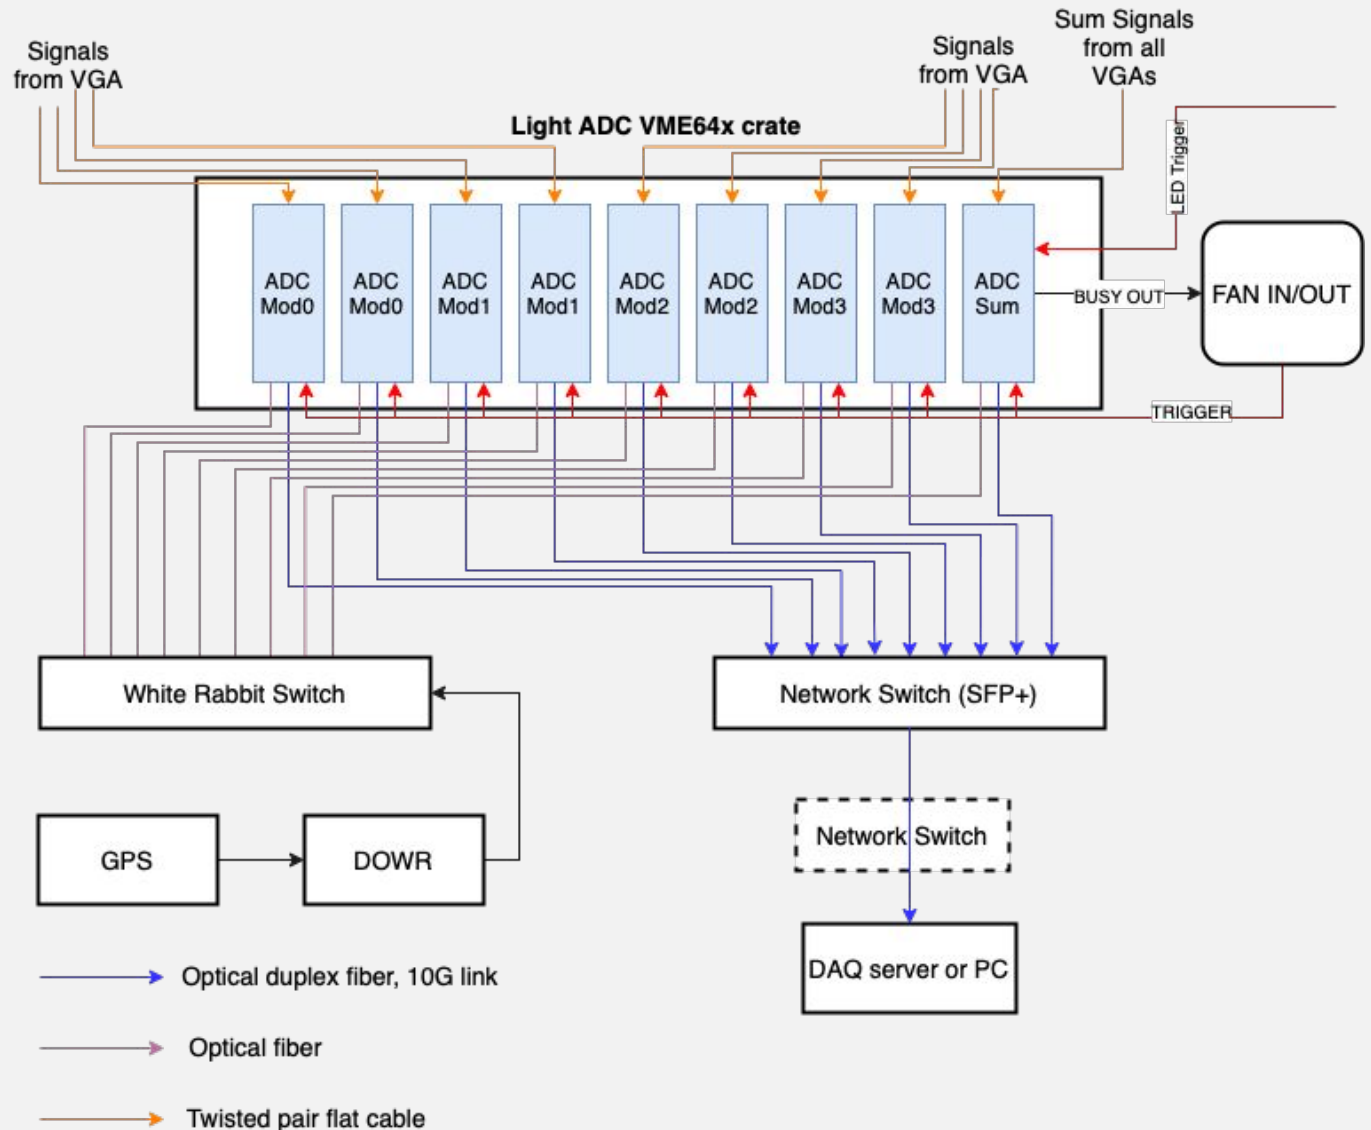 Signals
from VGA
Signals
from VGA
Sum Signals
from all
VGAs
Light ADC VME64x crate
LED Trigger
ADC
Mod0
ADC
Mod0
ADC
Mod1
ADC
Mod1
ADC
Mod2
ADC
Mod2
ADC
Mod3
ADC
Mod3
ADC
Sum
BUSY OUT
FAN IN/OUT
TRIGGER
White Rabbit Switch
Network Switch (SFP+)
GPS
DOWR
Network Switch
DAQ server or PC
Optical duplex fiber, 10G link
Optical fiber
Twisted pair flat cable